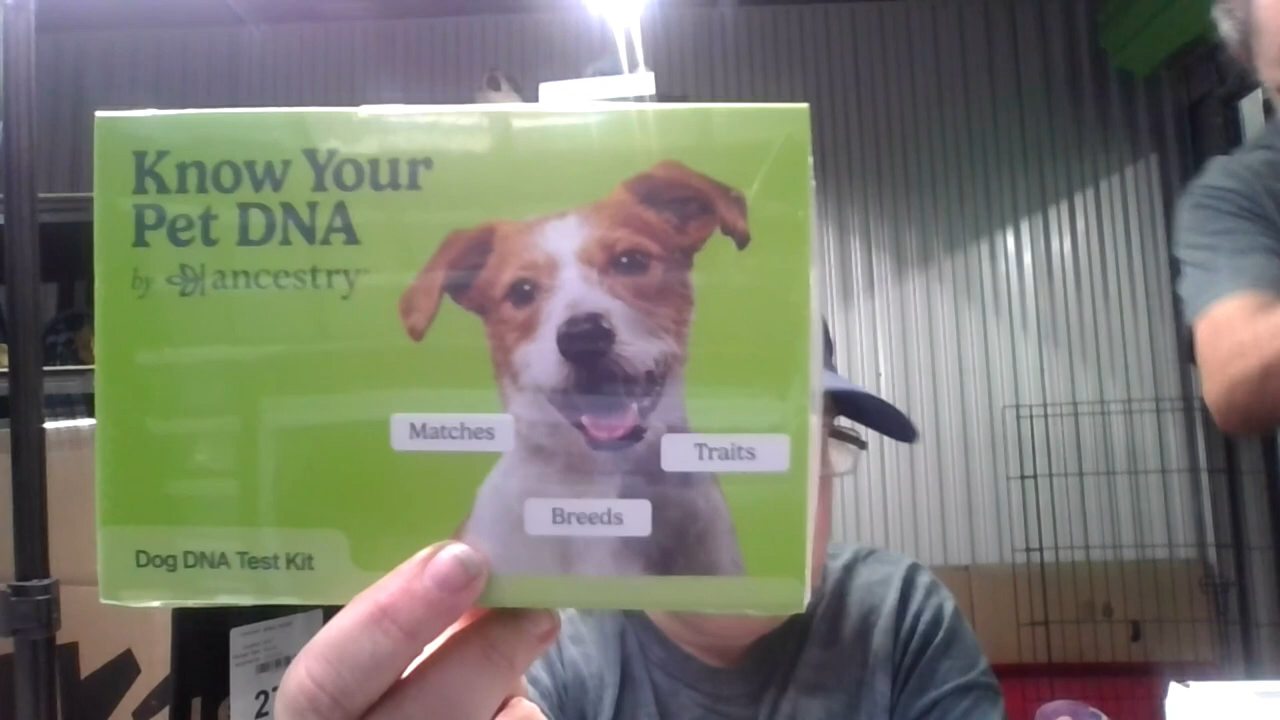 Know Your
Pet DNA
by ancestry
Matches
Traits
Breeds
Dog DNA Test Kit